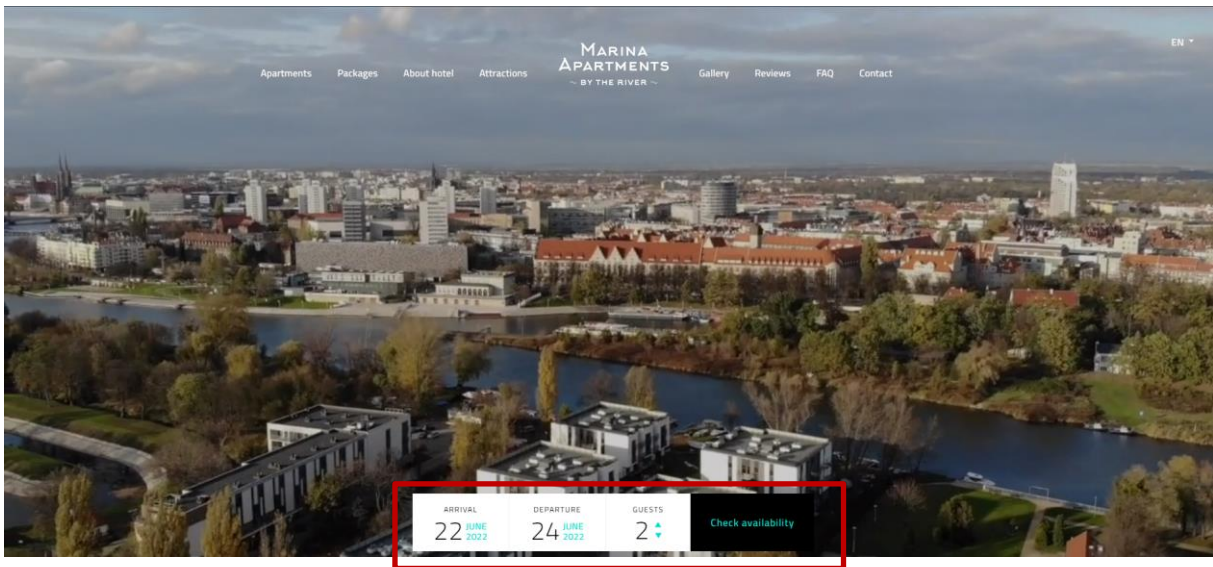 EN
MARINA
APARTMENTS
~ BY THE RIVER ~
Apartments Packages About hotel Attractions Gallery Reviews FAQ Contact
ARRIVAL DEPARTURE GUESTS
22 JUNE 2022 24 JUNE 2022 2 Check availability